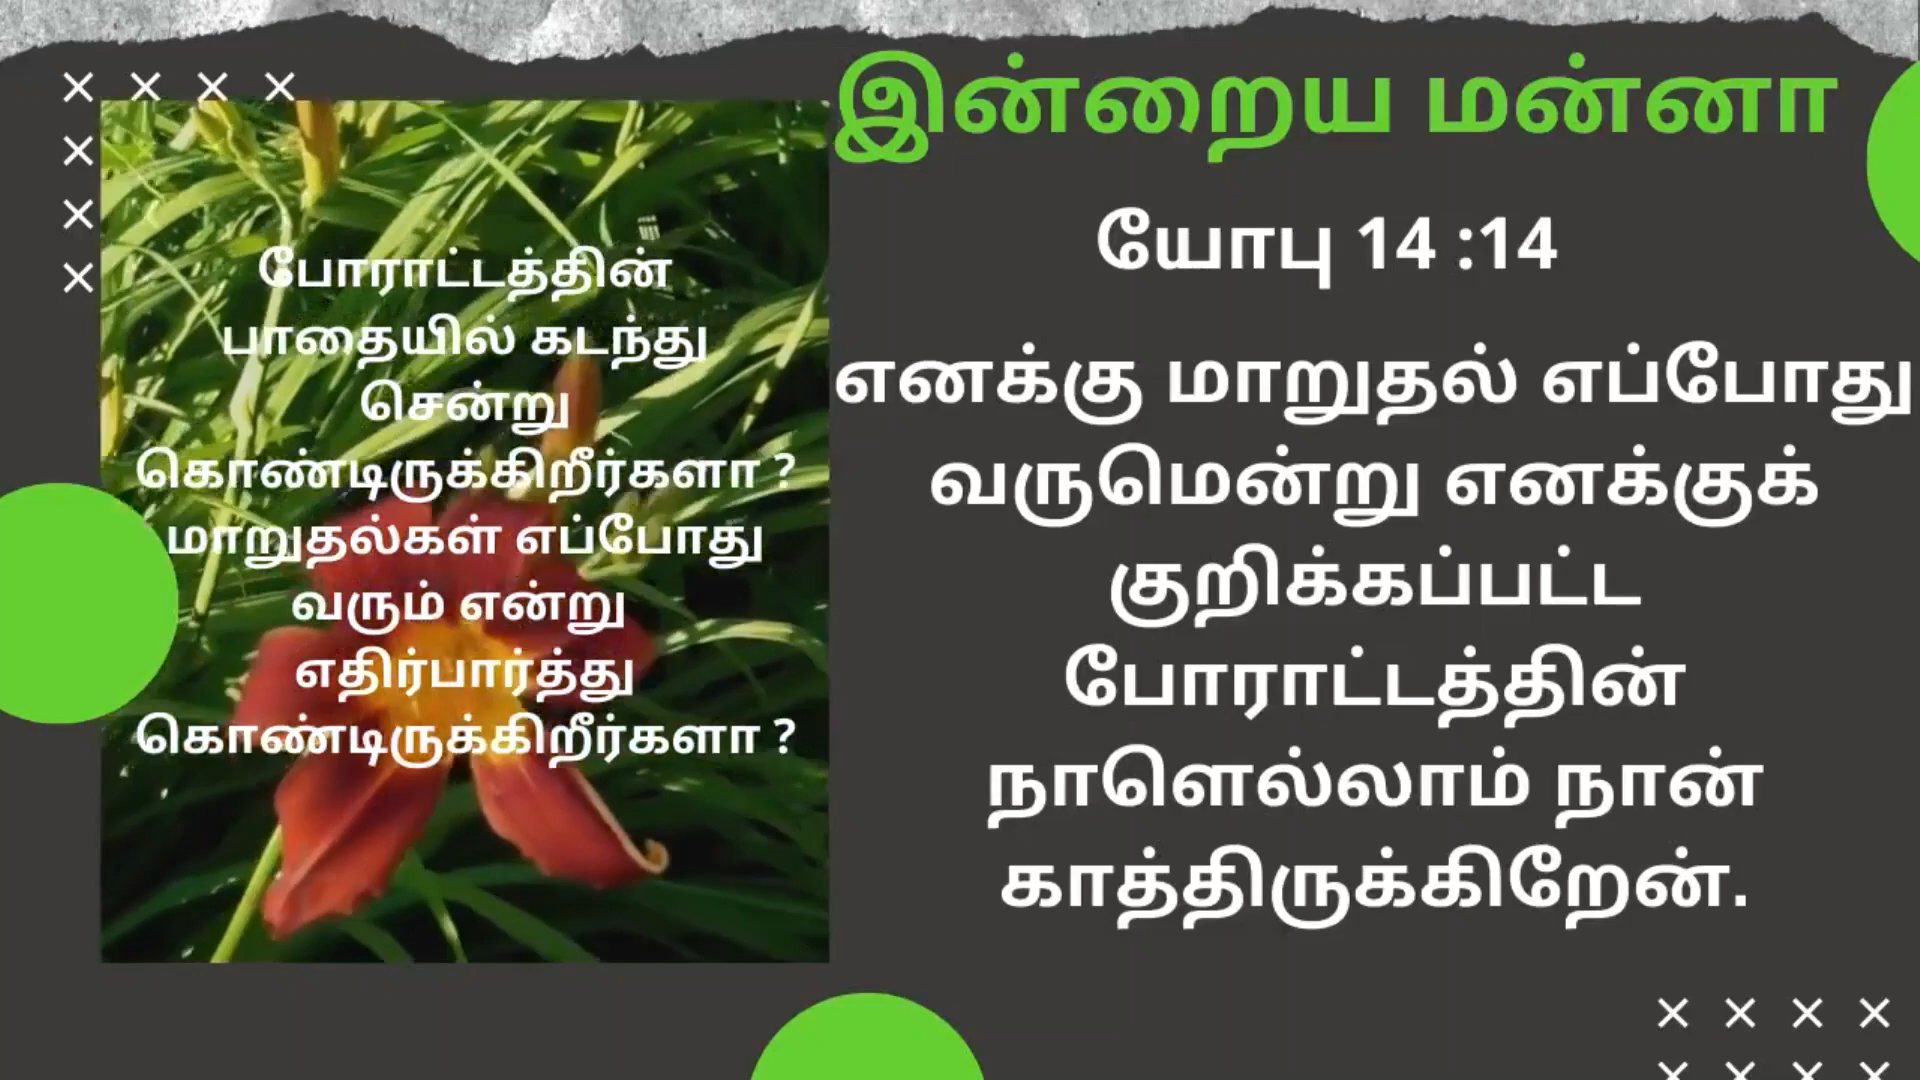 இன்றைய மன்னா
யோபு 14 :14
எனக்கு மாறுதல் எப்போது
வருமென்று எனக்குக்
குறிக்கப்பட்ட
போராட்டத்தின்
நாளெல்லாம் நான்
காத்திருக்கிறேன்.
போராட்டத்தின்
பாதையில் கடந்து
சென்று
கொண்டிருக்கிறீர்களா ?
மாறுதல்கள் எப்போது
வரும் என்று
எதிர்பார்த்து
கொண்டிருக்கிறீர்களா ?